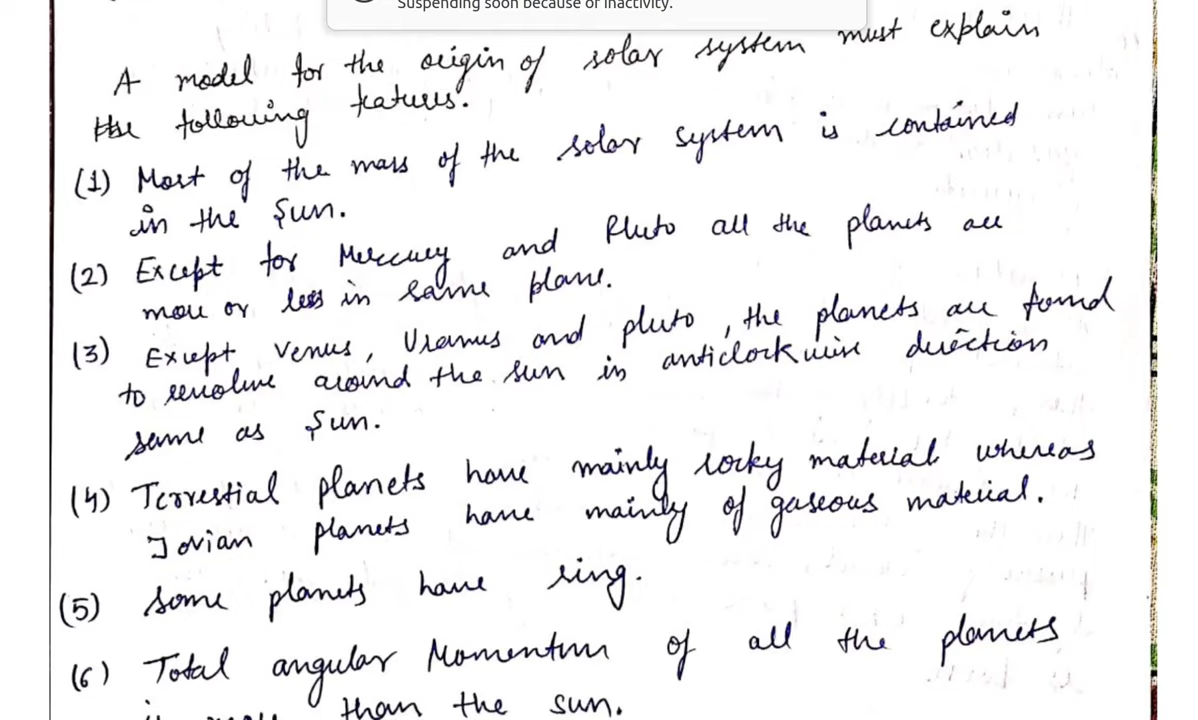 Suspending soon because of inactivity.
A model for the origin of solar system must explain
the following features.
(1) Most of the mass of the solar system is contained
in the Sun.
(2) Except for Mercury and Pluto all the planets are
more or less in same plane.
(3) Except Venus, Uranus and pluto, the planets are found
to revolve around the sun in anticlockwise direction
same as Sun.
(4) Terrestial planets have mainly rocky material whereas
Jovian planets have mainly of gaseous material.
(5) Some planets have ring.
(6) Total angular Momentum of all the planets
is more than the sun.